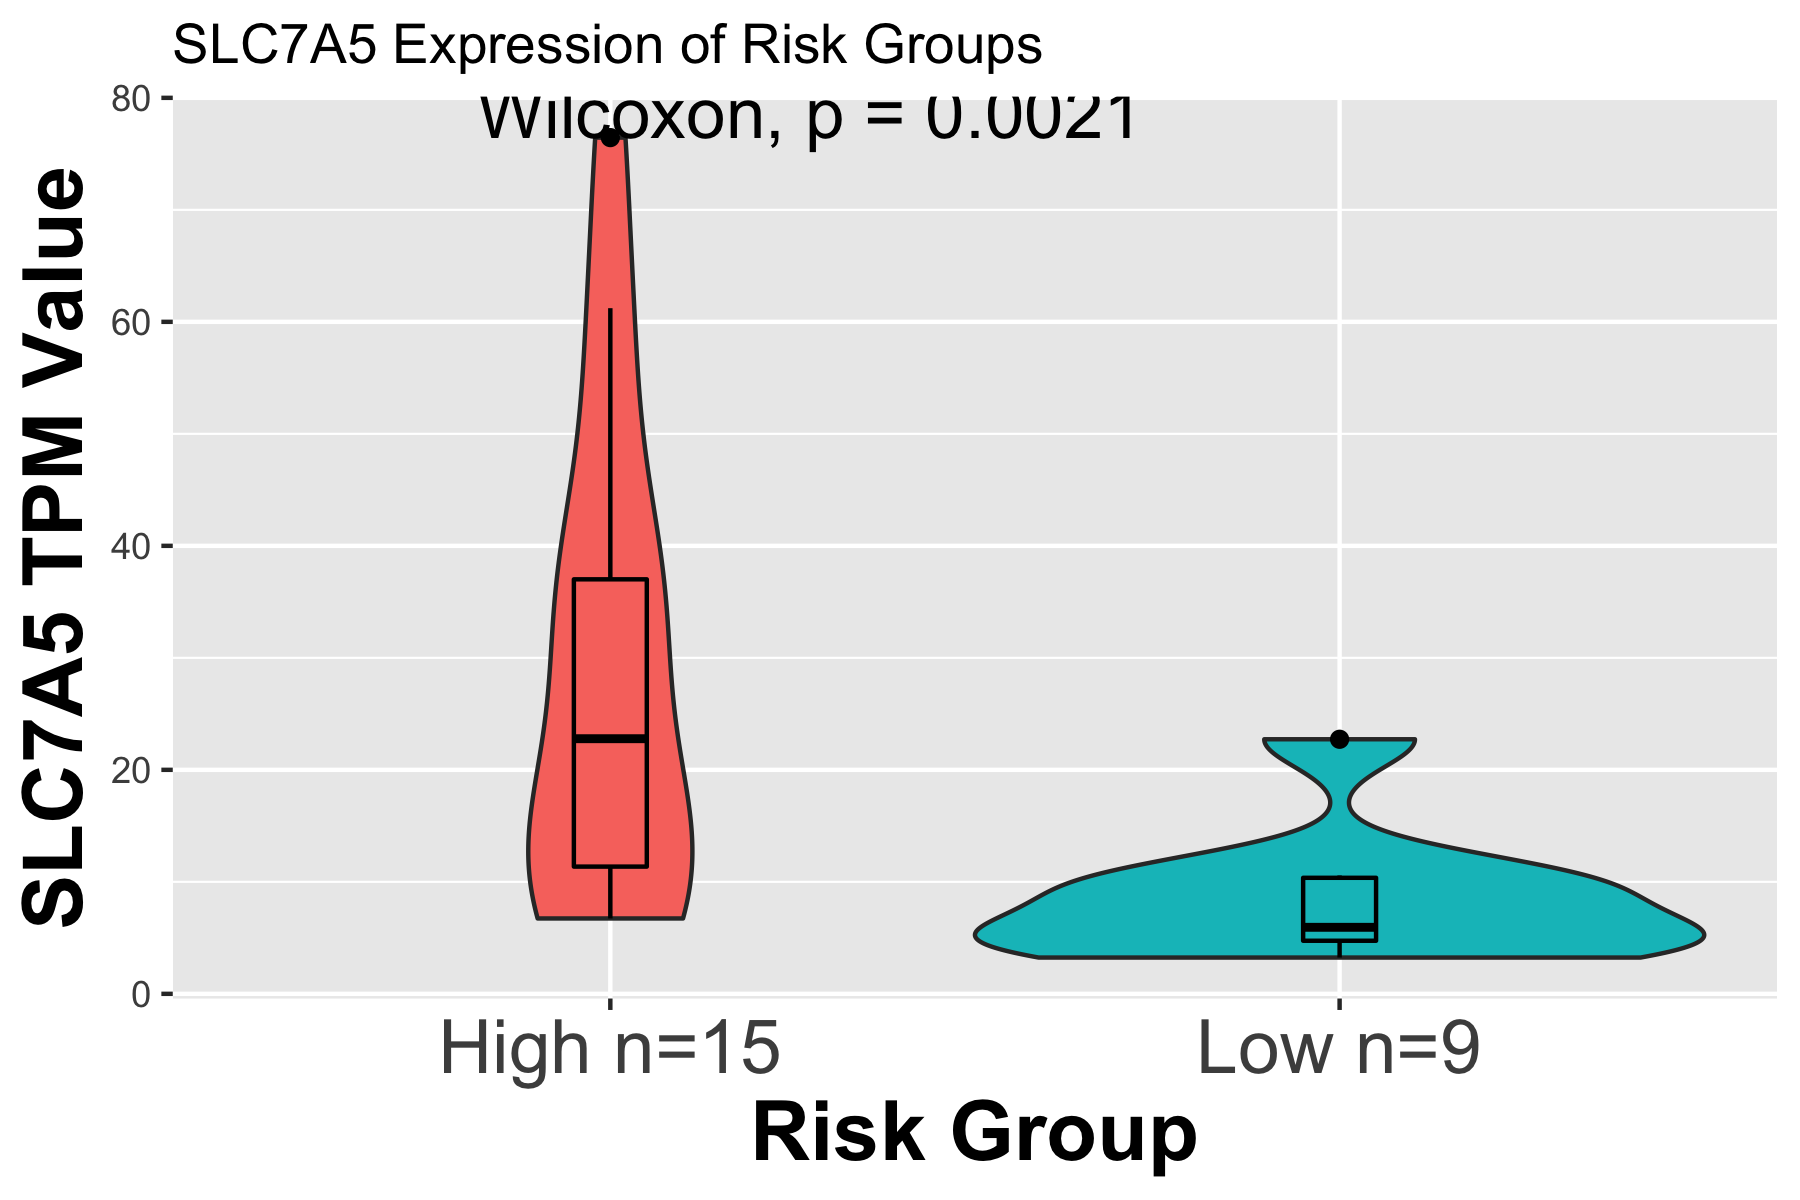 SLC7A5 Expression of Risk Groups
Wilcoxon, p = 0.0021
SLC7A5 TPM Value
80
60
40
20
0
High n=15
Low n=9
Risk Group